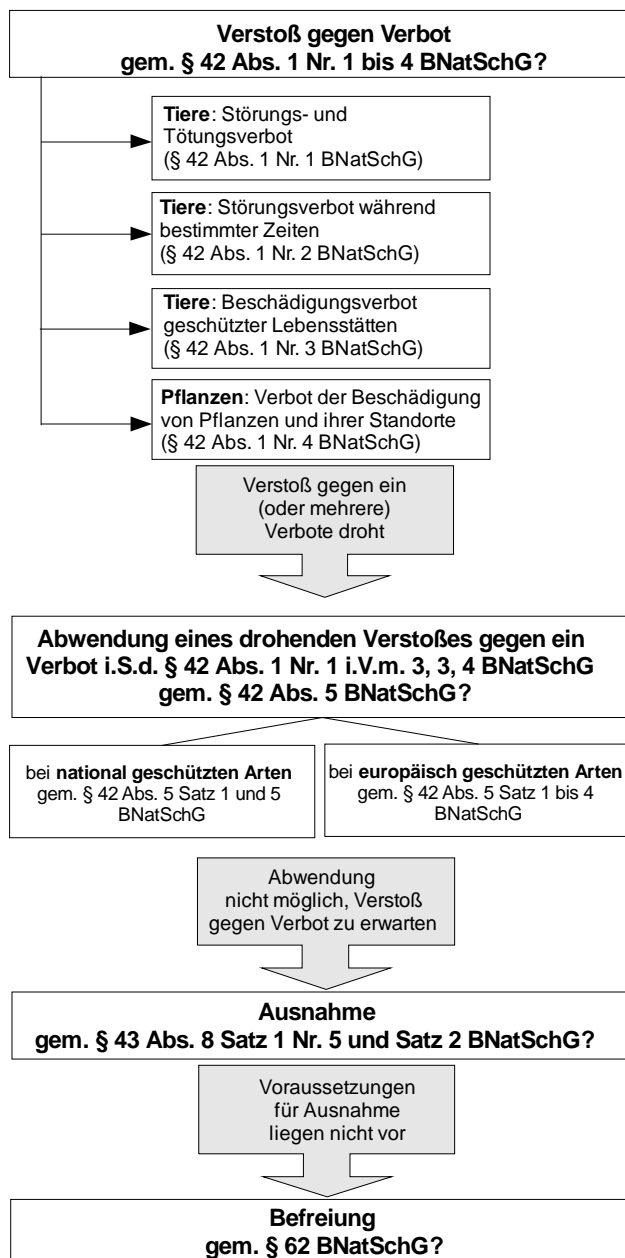 Verstoß gegen Verbot
gem. § 42 Abs. 1 Nr. 1 bis 4 BNatSchG?
Tiere: Störungs- und
Tötungsverbot
(§ 42 Abs. 1 Nr. 1 BNatSchG)
Tiere: Störungsverbot während
bestimmter Zeiten
(§ 42 Abs. 1 Nr. 2 BNatSchG)
Tiere: Beschädigungsverbot
geschützter Lebensstätten
(§ 42 Abs. 1 Nr. 3 BNatSchG)
Pflanzen: Verbot der Beschädigung
von Pflanzen und ihrer Standorte
(§ 42 Abs. 1 Nr. 4 BNatSchG)
Verstoß gegen ein
(oder mehrere)
Verbote droht
Abwendung eines drohenden Verstoßes gegen ein
Verbot i.S.d. § 42 Abs. 1 Nr. 1 i.V.m. 3, 3, 4 BNatSchG
gem. § 42 Abs. 5 BNatSchG?
bei national geschützten Arten
gem. § 42 Abs. 5 Satz 1 und 5
BNatSchG
bei europäisch geschützten Arten
gem. § 42 Abs. 5 Satz 1 bis 4
BNatSchG
Abwendung
nicht möglich, Verstoß
gegen Verbot zu erwarten
Ausnahme
gem. § 43 Abs. 8 Satz 1 Nr. 5 und Satz 2 BNatSchG?
Voraussetzungen
für Ausnahme
liegen nicht vor
Befreiung
gem. § 62 BNatSchG?